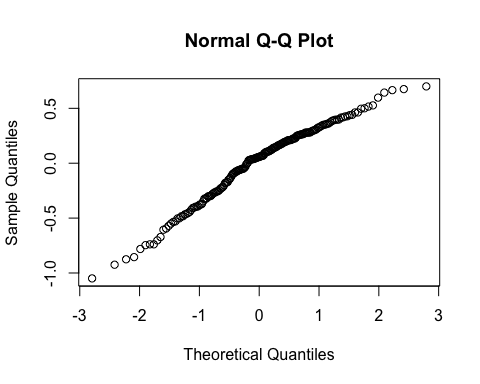 Normal Q-Q Plot
Sample Quantiles
0.5
0.0
-0.5
-1.0
-3 -2 -1 0 1 2 3
Theoretical Quantiles